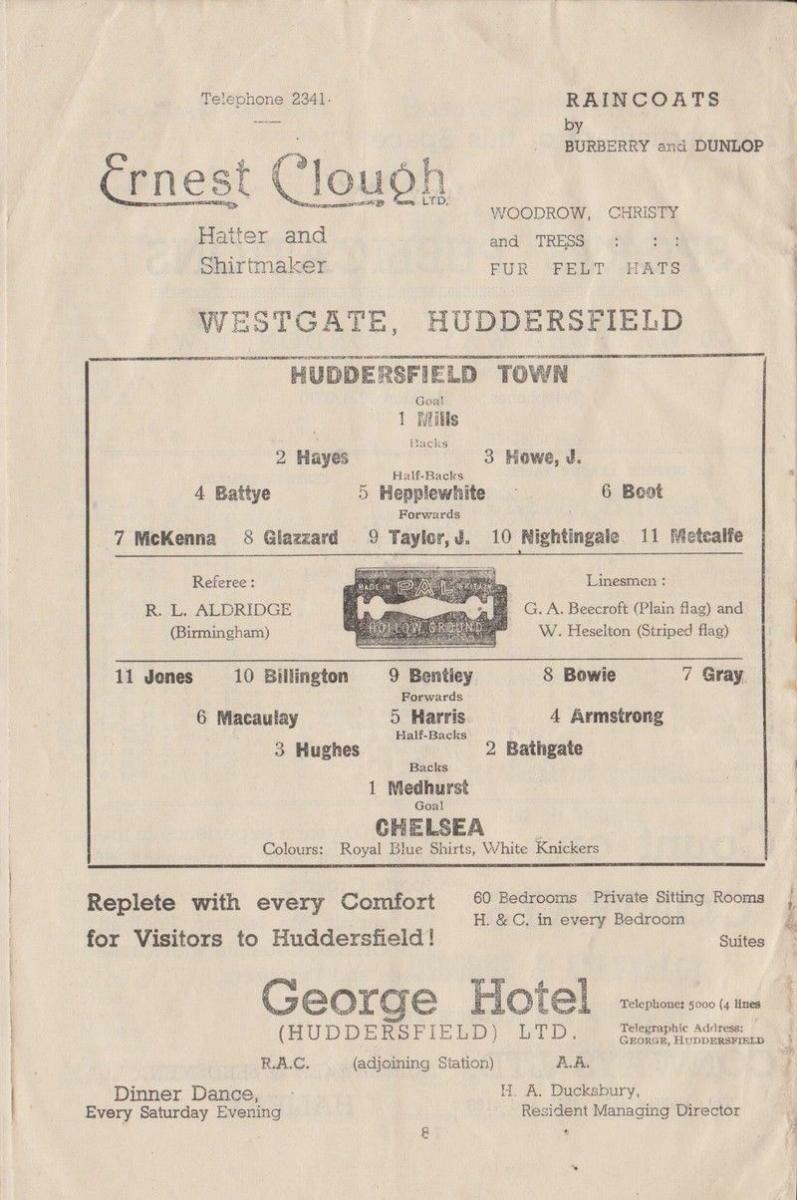 Telephone 2341
RAINCOATS
by
BURBERRY and DUNLOP
Ernest Clough LTD.
Hatter and
Shirtmaker
WOODROW, CHRISTY
and TRESS : : :
FUR FELT HATS
WESTGATE, HUDDERSFIELD
HUDDERSFIELD TOWN
Goal
1 Mills
Backs
2 Hayes 3 Howe, J.
Half-Backs
4 Battye 5 Hepplewhite 6 Boot
Forwards
7 McKenna 8 Glazzard 9 Taylor, J. 10 Nightingale 11 Metcalfe
Referee :
R. L. ALDRIDGE
(Birmingham)
MADE IN PAL BRITAIN
HOLLOW GROUND
Linesmen :
G. A. Beecroft (Plain flag) and
W. Heselton (Striped flag)
11 Jones 10 Billington 9 Bentley 8 Bowie 7 Gray
Forwards
6 Macaulay 5 Harris 4 Armstrong
Half-Backs
3 Hughes 2 Bathgate
Backs
1 Medhurst
Goal
CHELSEA
Colours: Royal Blue Shirts, White Knickers
Replete with every Comfort
for Visitors to Huddersfield!
60 Bedrooms Private Sitting Rooms
H. & C. in every Bedroom
Suites
George Hotel
(HUDDERSFIELD) LTD.
Telephone: 5000 (4 lines
Telegraphic Address:
GEORGE, HUDDERSFIELD
R.A.C. (adjoining Station) A.A.
Dinner Dance,
Every Saturday Evening
H. A. Ducksbury,
Resident Managing Director
8